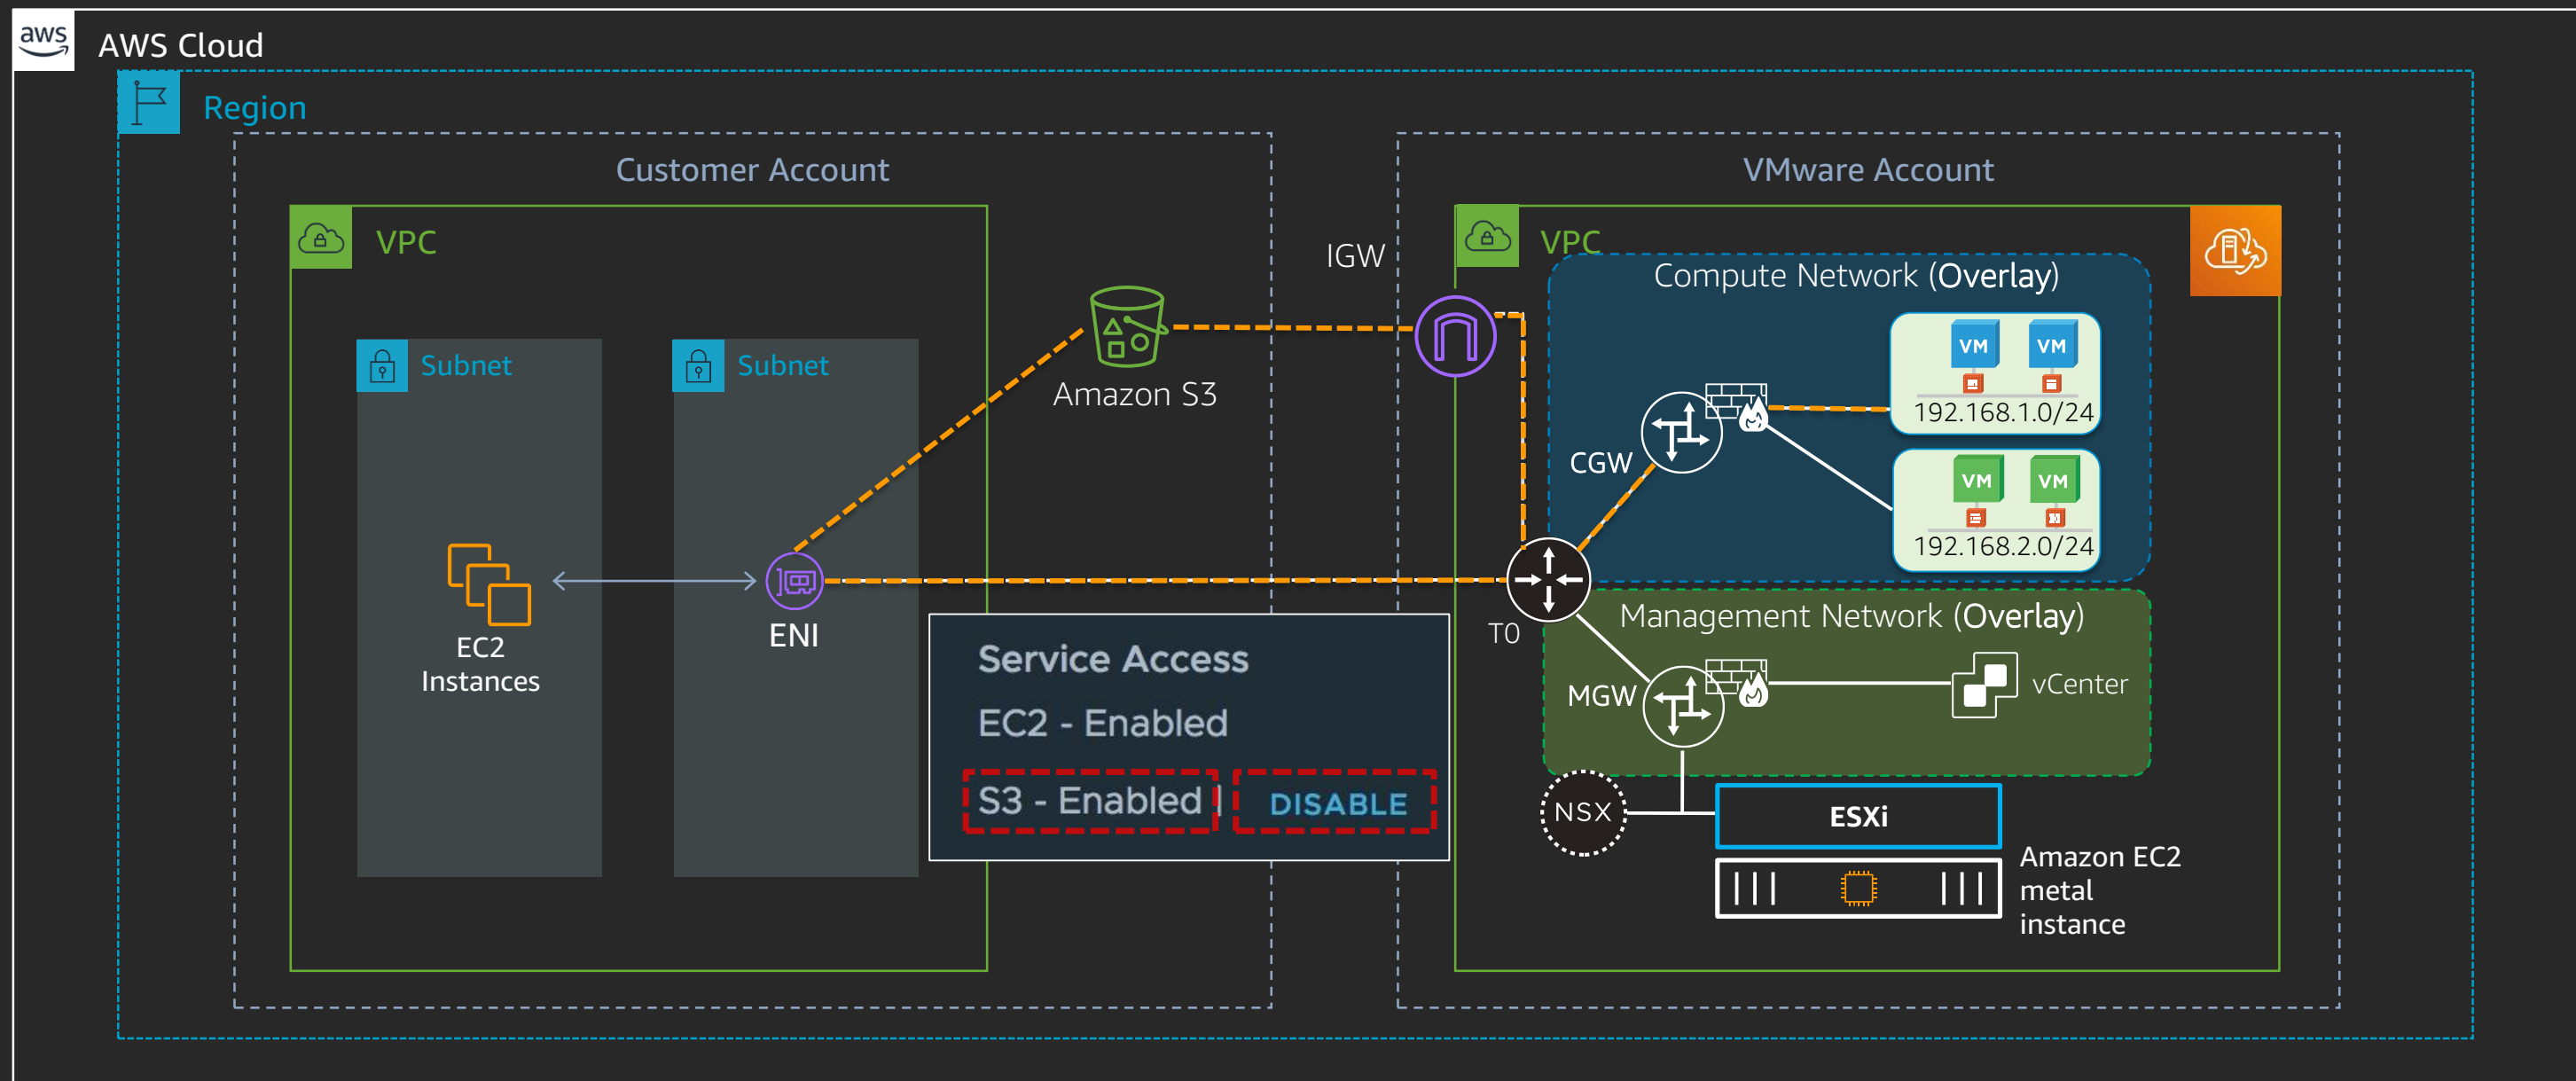 aws
AWS Cloud
Region
Customer Account
VMware Account
VPC
IGW
VPC
Compute Network (Overlay)
VM VM
192.168.1.0/24
Subnet
Subnet
Amazon S3
CGW
VM VM
192.168.2.0/24
EC2
Instances
ENI
T0
Management Network (Overlay)
MGW
vCenter
Service Access
EC2 - Enabled
S3 - Enabled | DISABLE
NSX
ESXi
Amazon EC2
metal
instance